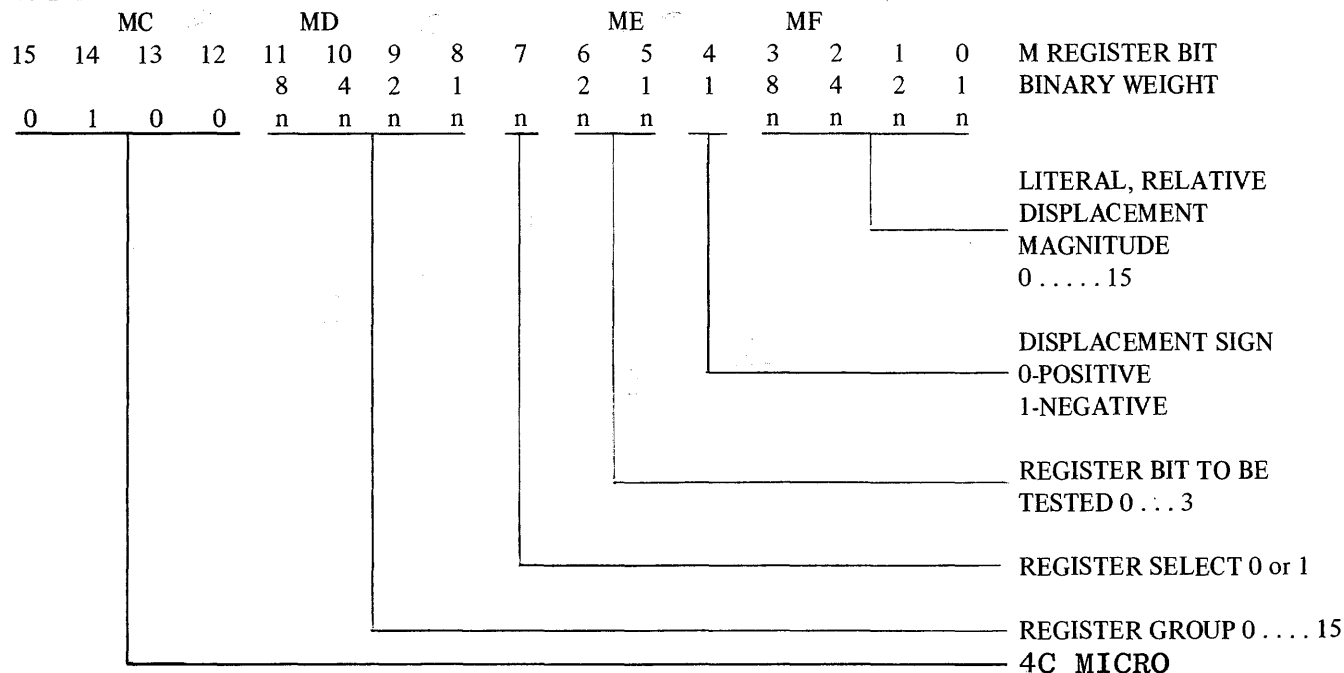 MC MD ME MF
15 14 13 12 11 10 9 8 7 6 5 4 3 2 1 0 M REGISTER BIT
8 4 2 1 2 1 1 8 4 2 1 BINARY WEIGHT
0 1 0 0 n n n n n n n n n n n
LITERAL, RELATIVE
DISPLACEMENT
MAGNITUDE
0 . . . . . 15
DISPLACEMENT SIGN
0-POSITIVE
1-NEGATIVE
REGISTER BIT TO BE
TESTED 0 . . . 3
REGISTER SELECT 0 or 1
REGISTER GROUP 0 . . . . 15
4C MICRO